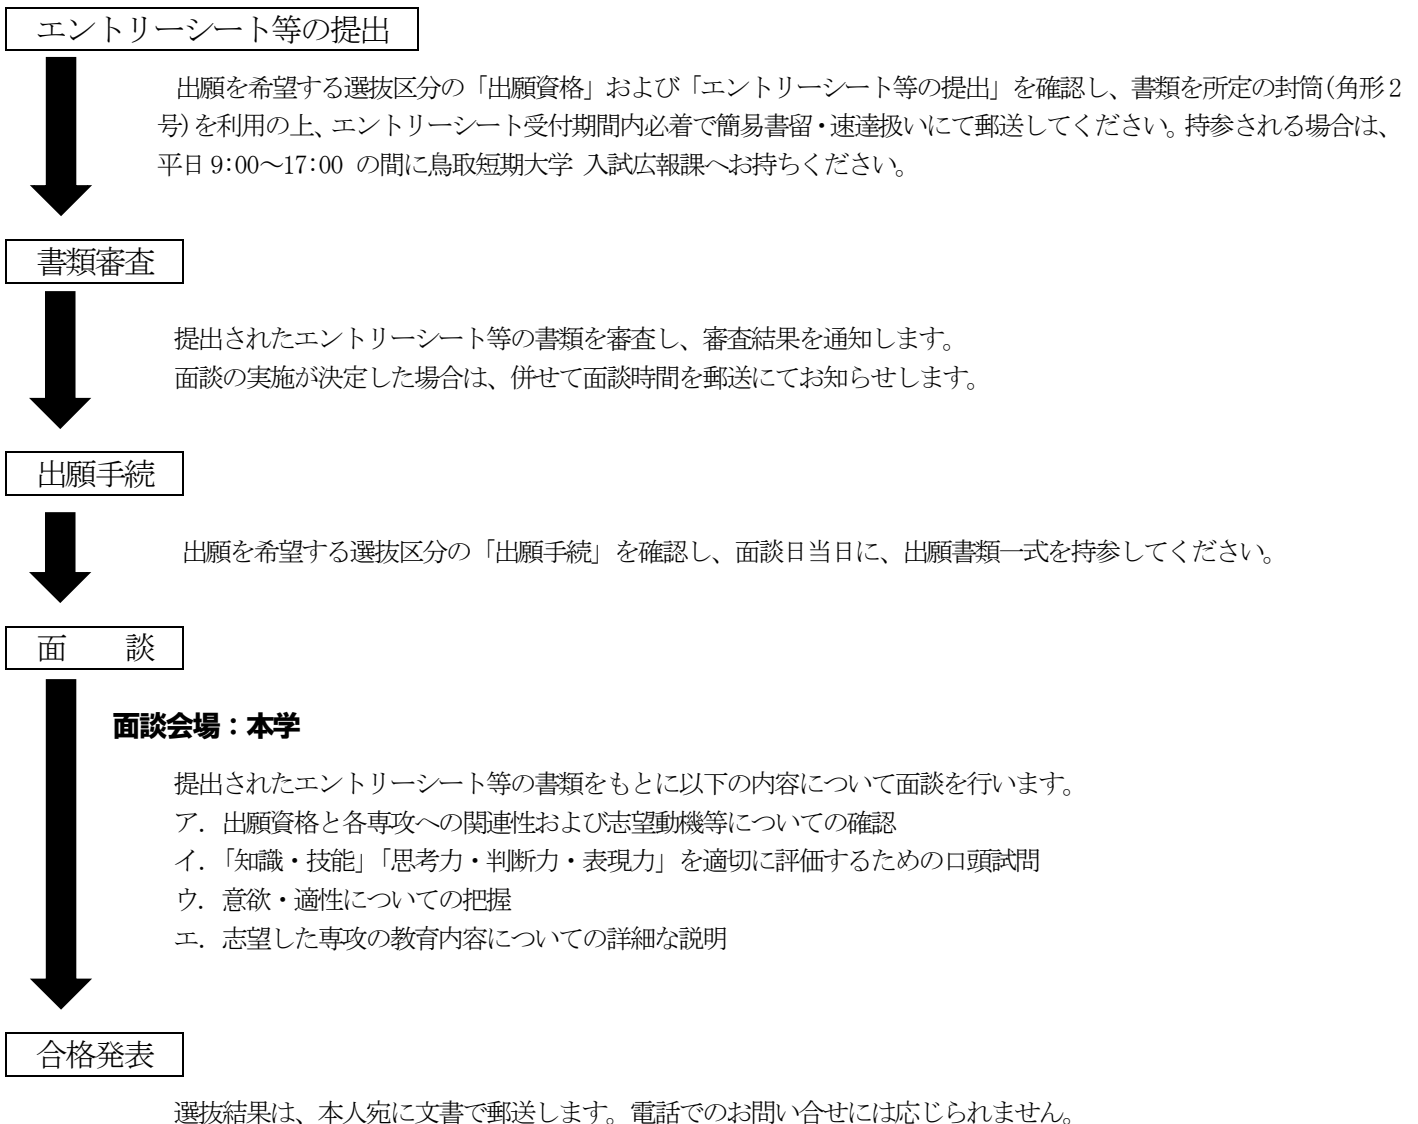 エントリーシート等の提出
出願を希望する選抜区分の「出願資格」および「エントリーシート等の提出」を確認し、書類を所定の封筒(角形2
号)を利用の上、エントリーシート受付期間内必着で簡易書留・速達扱いにて郵送してください。持参される場合は、
平日 9:00～17:00 の間に鳥取短期大学 入試広報課へお持ちください。
書類審査
提出されたエントリーシート等の書類を審査し、審査結果を通知します。
面談の実施が決定した場合は、併せて面談時間を郵送にてお知らせします。
出願手続
出願を希望する選抜区分の「出願手続」を確認し、面談日当日に、出願書類一式を持参してください。
面　　談
面談会場：本学
提出されたエントリーシート等の書類をもとに以下の内容について面談を行います。
ア．出願資格と各専攻への関連性および志望動機等についての確認
イ．「知識・技能」「思考力・判断力・表現力」を適切に評価するための口頭試問
ウ．意欲・適性についての把握
エ．志望した専攻の教育内容についての詳細な説明
合格発表
選抜結果は、本人宛に文書で郵送します。電話でのお問い合せには応じられません。